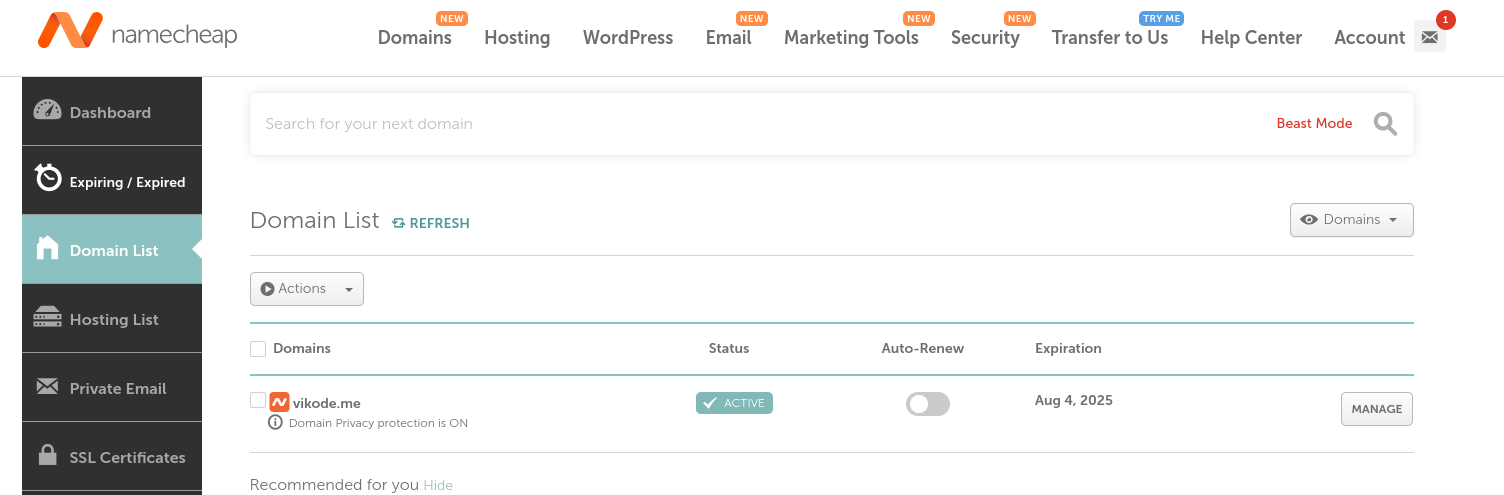 namecheap
NEW NEW NEW NEW TRY ME 1
Domains Hosting WordPress Email Marketing Tools Security Transfer to Us Help Center Account
Dashboard
Expiring / Expired
Domain List
Hosting List
Private Email
SSL Certificates
Search for your next domain Beast Mode
Domain List REFRESH Domains
Actions
Domains Status Auto-Renew Expiration
vikode.me ACTIVE Aug 4, 2025 MANAGE
Domain Privacy protection is ON
Recommended for you Hide